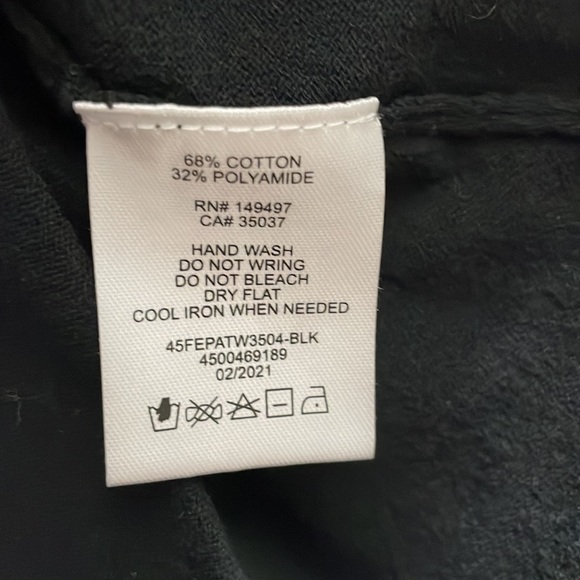 68% COTTON
32% POLYAMIDE
RN# 149497
CA# 35037
HAND WASH
DO NOT WRING
DO NOT BLEACH
DRY FLAT
COOL IRON WHEN NEEDED
45FEPATW3504-BLK
4500469189
02/2021